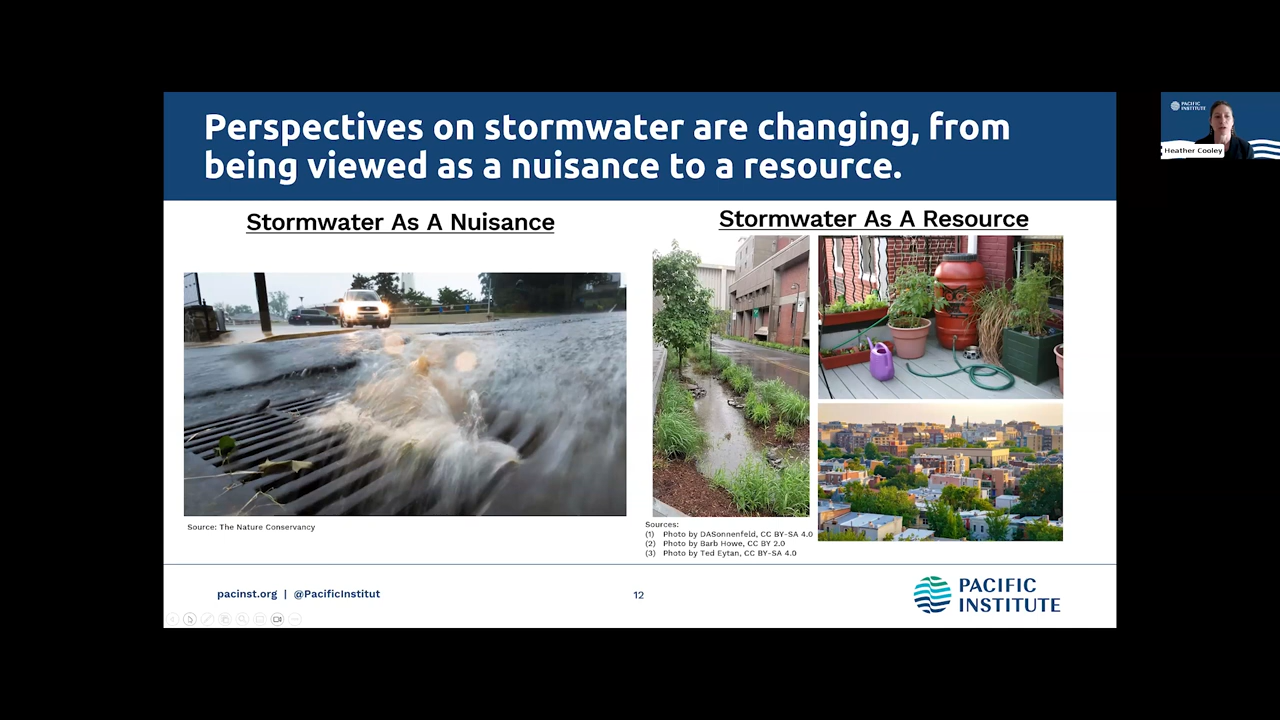 Perspectives on stormwater are changing, from
being viewed as a nuisance to a resource.
Stormwater As A Nuisance
Source: The Nature Conservancy
Stormwater As A Resource
Sources:
(1) Photo by DASonnenfeld, CC BY-SA 4.0
(2) Photo by Barb Howe, CC BY 2.0
(3) Photo by Ted Eytan, CC BY-SA 4.0
pacinst.org | @PacificInstitut
12
PACIFIC
INSTITUTE
PACIFIC
INSTITUTE
Heather Cooley